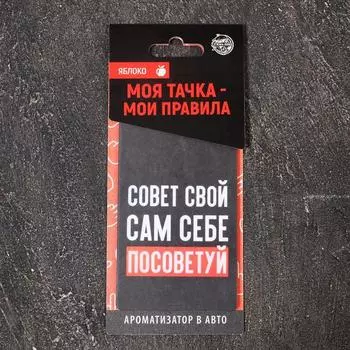 ЯБЛОКО
МОЯ ТАЧКА -
МОИ ПРАВИЛА
СОВЕТ СВОЙ
САМ СЕБЕ
ПОСОВЕТУЙ
АРОМАТИЗАТОР В АВТО